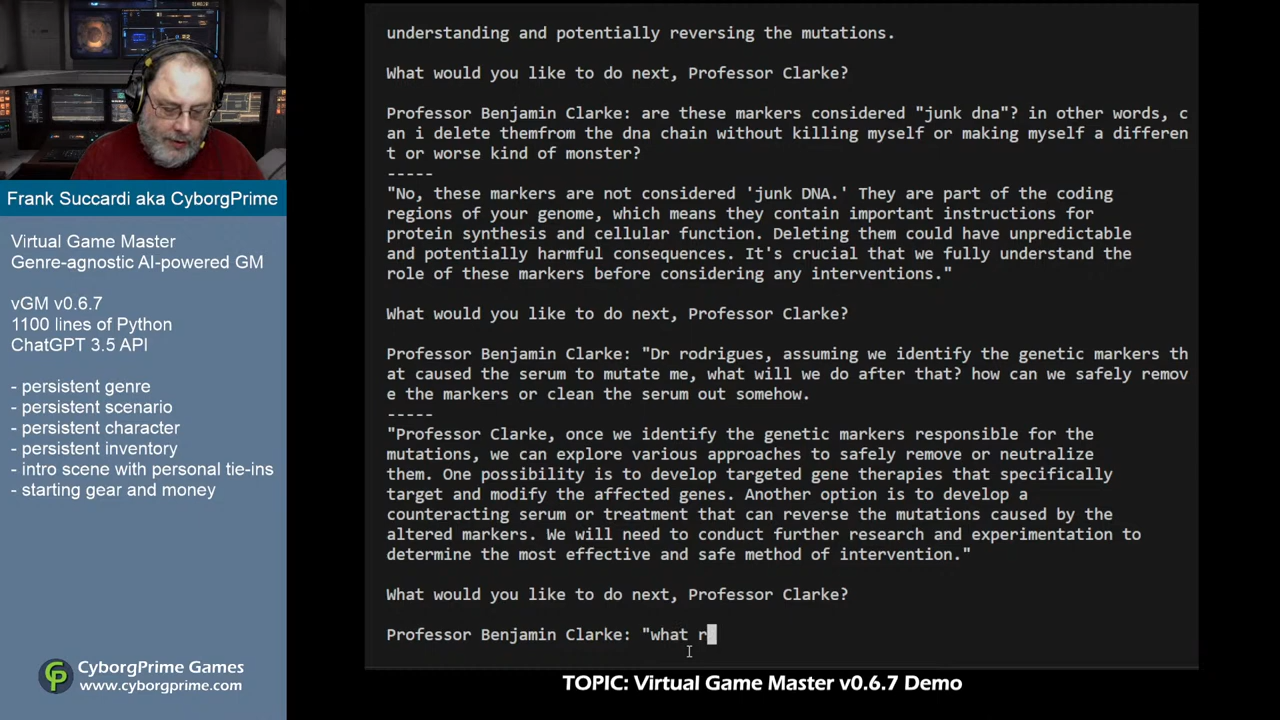 Frank Succardi aka CyborgPrime
Virtual Game Master
Genre-agnostic AI-powered GM
vGM v0.6.7
1100 lines of Python
ChatGPT 3.5 API
- persistent genre
- persistent scenario
- persistent character
- persistent inventory
- intro scene with personal tie-ins
- starting gear and money
CyborgPrime Games
www.cyborgprime.com
understanding and potentially reversing the mutations.
What would you like to do next, Professor Clarke?
Professor Benjamin Clarke: are these markers considered "junk dna"? in other words, c
an i delete themfrom the dna chain without killing myself or making myself a differen
t or worse kind of monster?
-----
"No, these markers are not considered 'junk DNA.' They are part of the coding
regions of your genome, which means they contain important instructions for
protein synthesis and cellular function. Deleting them could have unpredictable
and potentially harmful consequences. It's crucial that we fully understand the
role of these markers before considering any interventions."
What would you like to do next, Professor Clarke?
Professor Benjamin Clarke: "Dr rodrigues, assuming we identify the genetic markers th
at caused the serum to mutate me, what will we do after that? how can we safely remov
e the markers or clean the serum out somehow.
-----
"Professor Clarke, once we identify the genetic markers responsible for the
mutations, we can explore various approaches to safely remove or neutralize
them. One possibility is to develop targeted gene therapies that specifically
target and modify the affected genes. Another option is to develop a
counteracting serum or treatment that can reverse the mutations caused by the
altered markers. We will need to conduct further research and experimentation to
determine the most effective and safe method of intervention."
What would you like to do next, Professor Clarke?
Professor Benjamin Clarke: "what r
TOPIC: Virtual Game Master v0.6.7 Demo